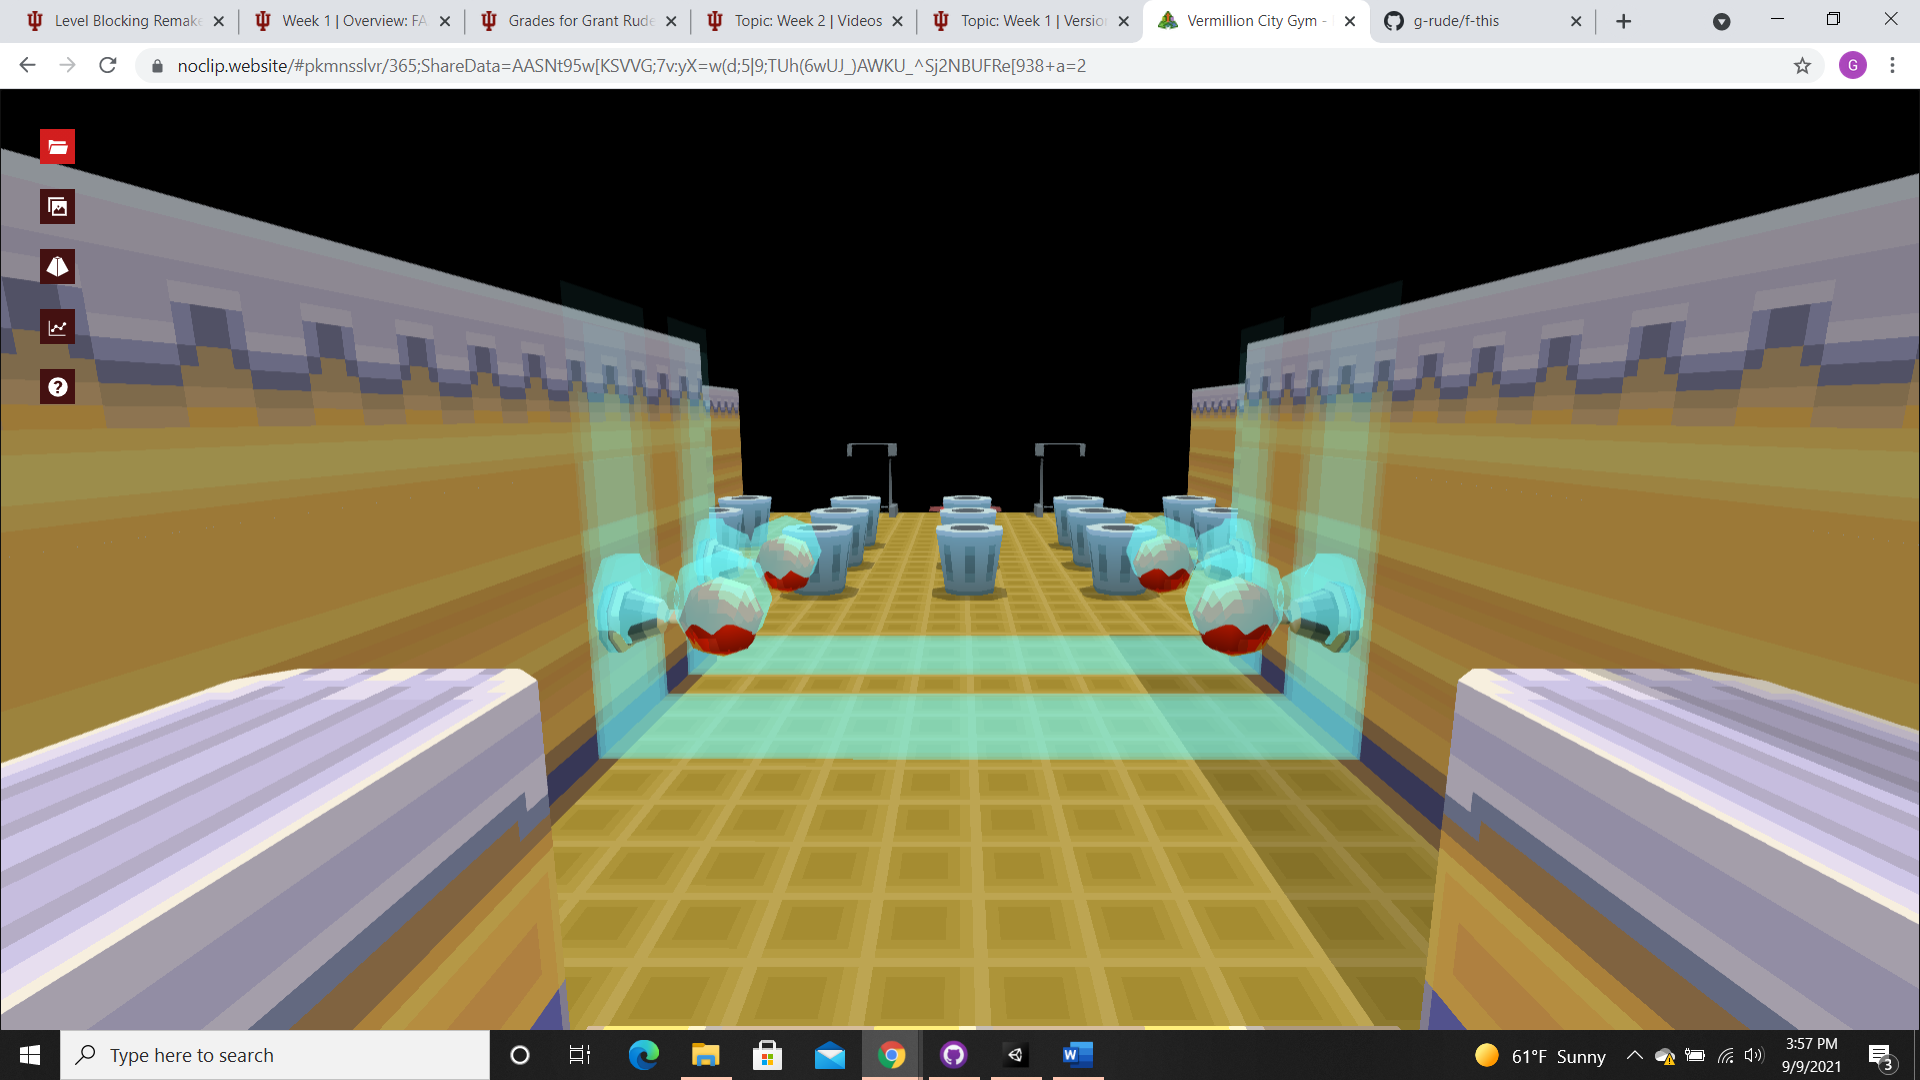 Level Blocking Remake
Week 1 | Overview: FA
Grades for Grant Rude
Topic: Week 2 | Videos
Topic: Week 1 | Versio
Vermillion City Gym -
g-rude/f-this
noclip.website/#pkmnsslvr/365;ShareData=AASNt95w[KSVVG;7v:yX=w(d;5|9;TUh(6wUJ_)AWKU_^Sj2NBUFRe[938+a=2
G
?
Type here to search
61°F Sunny
3:57 PM
9/9/2021
3